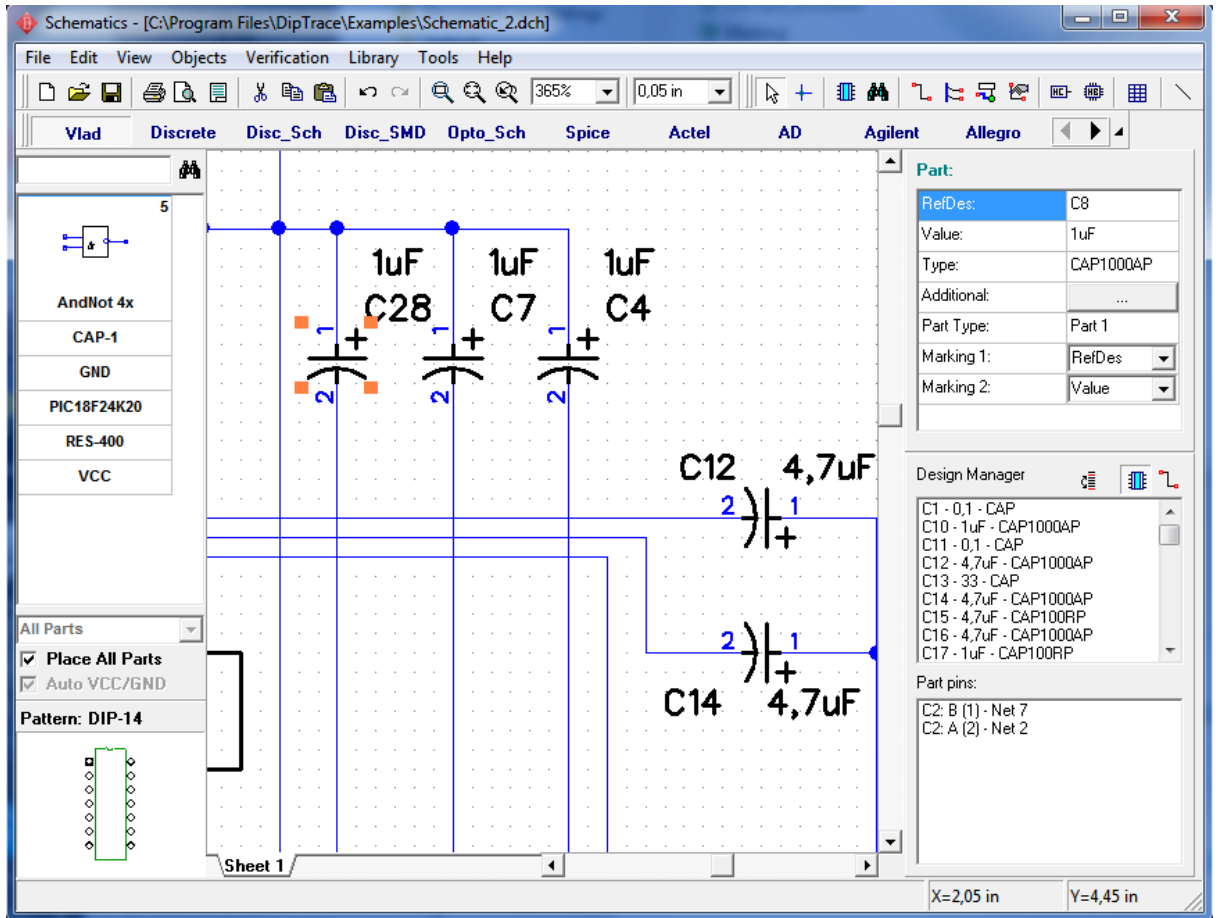 Schematics - [C:\Program Files\DipTrace\Examples\Schematic_2.dch]
File Edit View Objects Verification Library Tools Help
365% 0,05 in
Vlad Discrete Disc_Sch Disc_SMD Opto_Sch Spice Actel AD Agilent Allegro
5
&
AndNot 4x
CAP-1
GND
PIC18F24K20
RES-400
VCC
All Parts
Place All Parts
Auto VCC/GND
Pattern: DIP-14
1uF 1uF 1uF
C28 C7 C4
1 + 1 + 1 +
2 2 2
C12 4,7uF
2 1
+
2 1
+
C14 4,7uF
Sheet 1
Part:
RefDes: C8
Value: 1uF
Type: CAP1000AP
Additional: ...
Part Type: Part 1
Marking 1: RefDes
Marking 2: Value
Design Manager
C1 - 0,1 - CAP
C10 - 1uF - CAP1000AP
C11 - 0,1 - CAP
C12 - 4,7uF - CAP1000AP
C13 - 33 - CAP
C14 - 4,7uF - CAP1000AP
C15 - 4,7uF - CAP100RP
C16 - 4,7uF - CAP1000AP
C17 - 1uF - CAP100RP
Part pins:
C2: B (1) - Net 7
C2: A (2) - Net 2
X=2,05 in Y=4,45 in